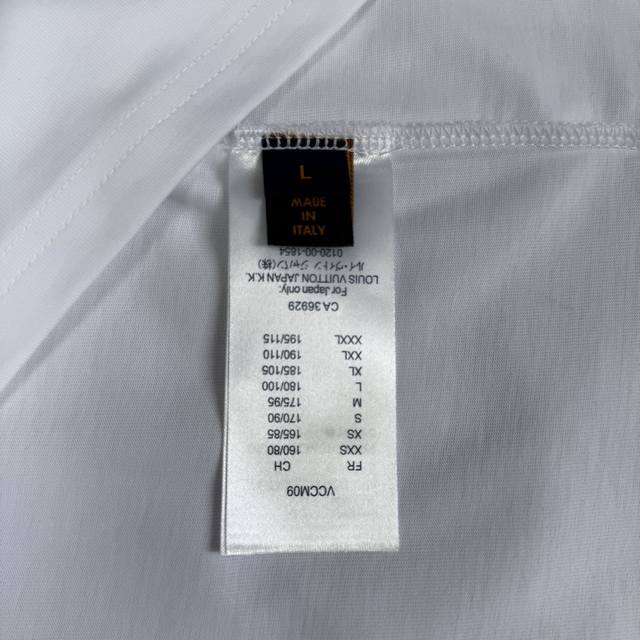 L
MADE
IN
ITALY
VCCM09
FR CH
XXS 160/80
XS 165/85
S 170/90
M 175/95
L 180/100
XL 185/105
XXL 190/110
XXXL 195/115
CA 36929
For Japan only:
LOUIS VUITTON JAPAN K.K.
ルイ・ヴィトン ジャパン(株)
0120-00-1854